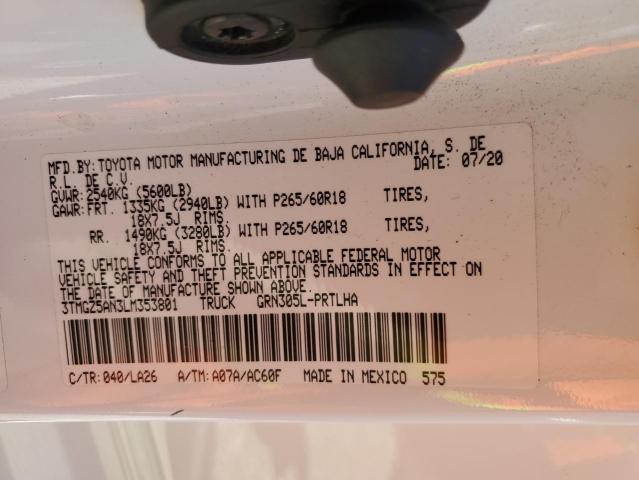 MFD.BY:TOYOTA MOTOR MANUFACTURING DE BAJA CALIFORNIA, S. DE
R.L. DE C.V. DATE: 07/20
GVWR: 2540KG (5600LB)
GAWR:FRT. 1335KG (2940LB) WITH P265/60R18 TIRES,
18X7.5J RIMS.
RR. 1490KG (3280LB) WITH P265/60R18 TIRES,
18X7.5J RIMS.
THIS VEHICLE CONFORMS TO ALL APPLICABLE FEDERAL MOTOR
VEHICLE SAFETY AND THEFT PREVENTION STANDARDS IN EFFECT ON
THE DATE OF MANUFACTURE SHOWN ABOVE.
3TMGZ5AN3LM353801 TRUCK GRN305L-PRTLHA
C/TR:040/LA26 A/TM:A07A/AC60F MADE IN MEXICO 575